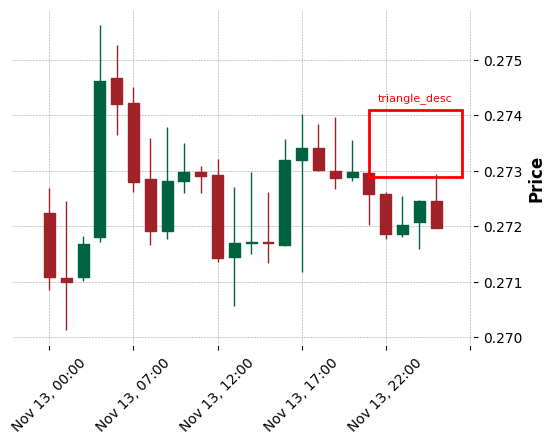 0.275
triangle_desc
0.274
0.273
0.272
0.271
0.270
Price
Nov 13, 00:00
Nov 13, 07:00
Nov 13, 12:00
Nov 13, 17:00
Nov 13, 22:00